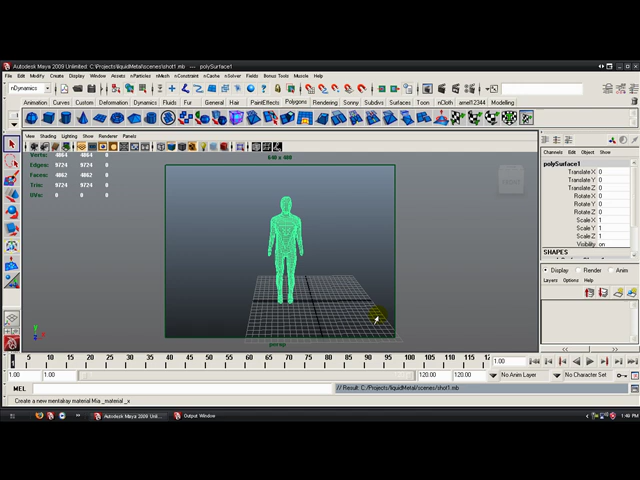 Autodesk Maya 2009 Unlimited: C:\Projects\liquidMetal\scenes\shot1.mb --- polySurface1
File Edit Modify Create Display Window Assets nParticles nMesh nConstraint nCache nSolver Fields Bonus Tools Muscle Help
nDynamics
Animation Curves Custom Deformation Dynamics Fluids Fur General Hair PaintEffects Polygons Rendering Sonny Subdivs Surfaces Toon nCloth arnel12344 Modelling
View Shading Lighting Show Renderer Panels
Verts: 4864 4864 0
Edges: 9724 9724 0
Faces: 4862 4862 0
Tris: 9724 9724 0
UVs: 0 0 0
640 x 480
persp
Channels Edit Object Show
polySurface1
Translate X 0
Translate Y 0
Translate Z 0
Rotate X 0
Rotate Y 0
Rotate Z 0
Scale X 1
Scale Y 1
Scale Z 1
Visibility on
SHAPES
Display Render Anim
Layers Options Help
5 10 15 20 25 30 35 40 45 50 55 60 65 70 75 80 85 90 95 100 105 110 115 12
1.00
1.00 1.00 120.00 120.00 No Anim Layer No Character Set
MEL // Result: C:/Projects/liquidMetal/scenes/shot1.mb
Create a new mentalray material Mia _material _x
Autodesk Maya 2009 Unli... Output Window 1:40 PM